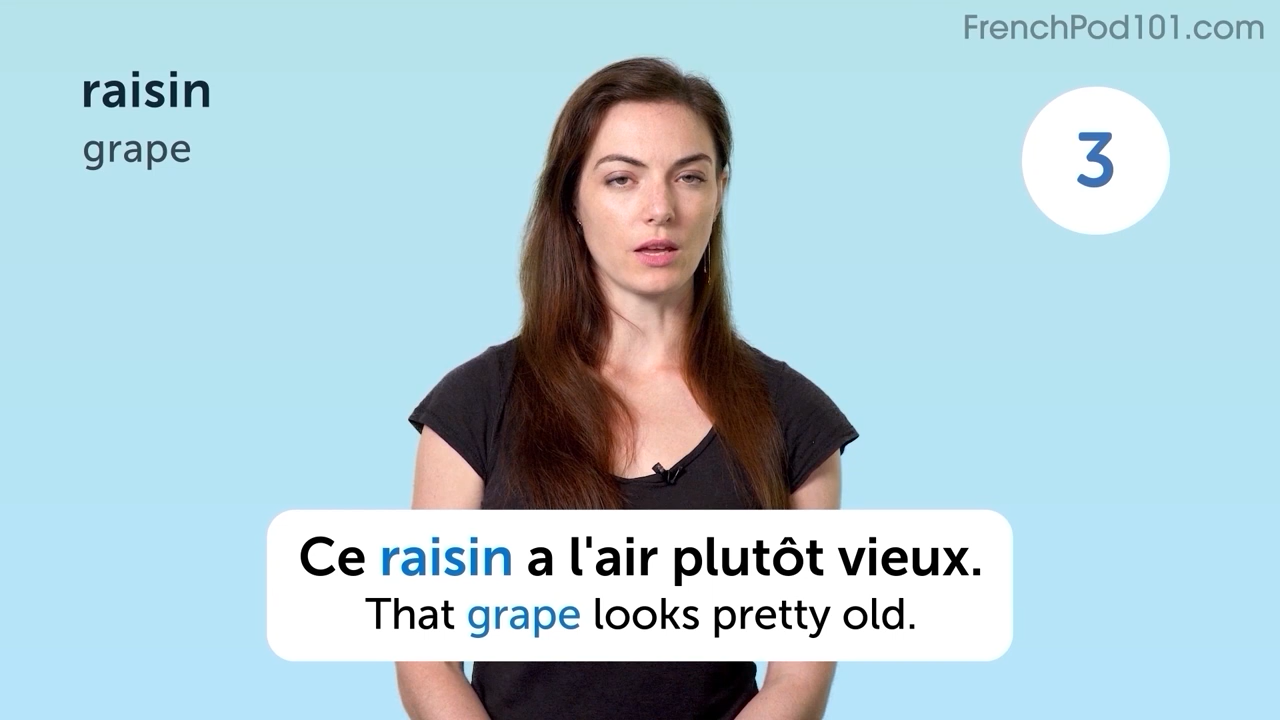 FrenchPod101.com
raisin
grape
3
Ce raisin a l'air plutôt vieux.
That grape looks pretty old.